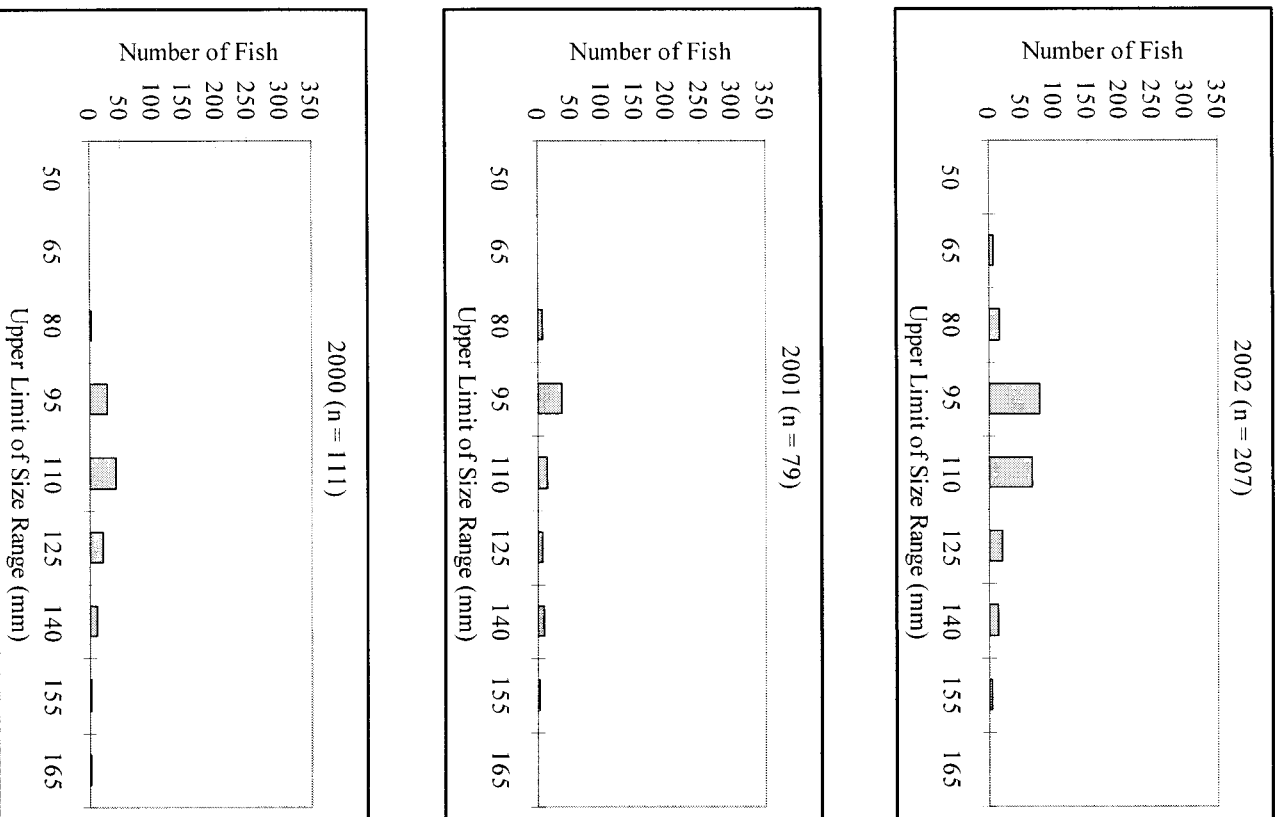 2002 (n = 207)
Number of Fish
350
300
250
200
150
100
50
0
50 65 80 95 110 125 140 155 165
Upper Limit of Size Range (mm)
2001 (n = 79)
Number of Fish
350
300
250
200
150
100
50
0
50 65 80 95 110 125 140 155 165
Upper Limit of Size Range (mm)
2000 (n = 111)
Number of Fish
350
300
250
200
150
100
50
0
50 65 80 95 110 125 140 155 165
Upper Limit of Size Range (mm)